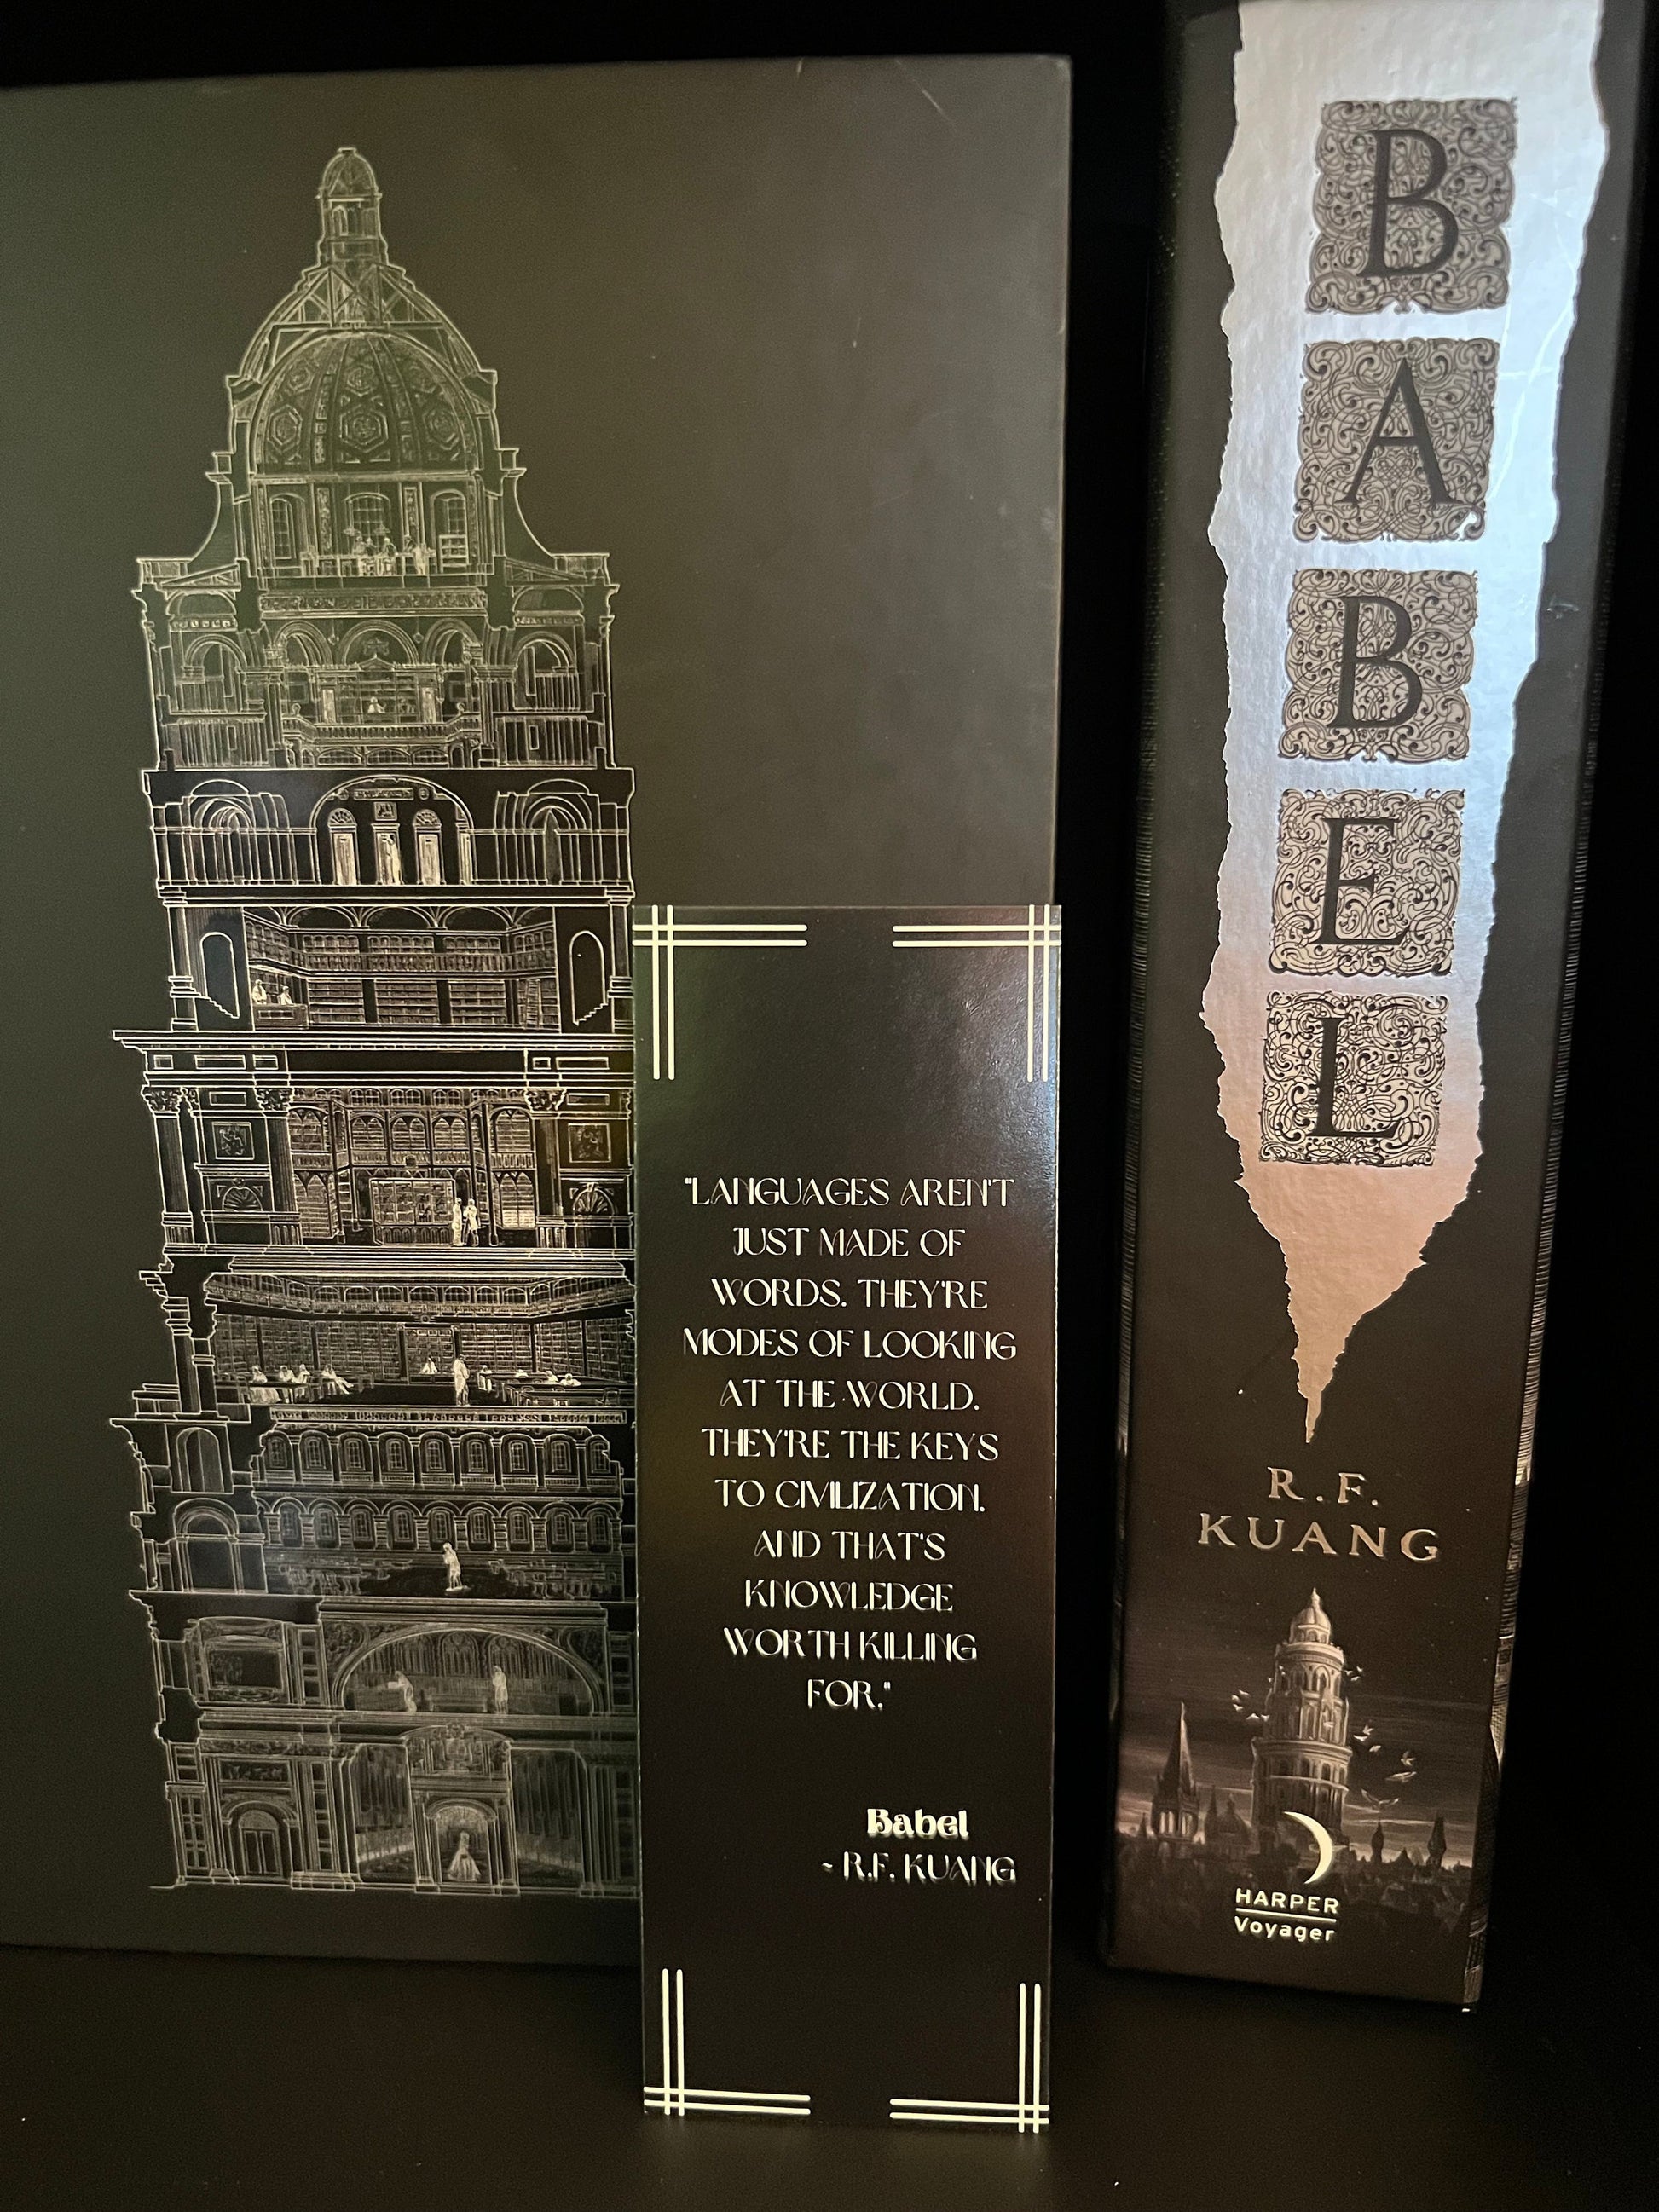 "LANGUAGES AREN'T
JUST MADE OF
WORDS. THEY'RE
MODES OF LOOKING
AT THE WORLD.
THEY'RE THE KEYS
TO CIVILIZATION.
AND THAT'S
KNOWLEDGE
WORTH KILLING
FOR."
Babel
~ R.F. KUANG
B
A
B
E
L
R.F.
KUANG
HARPER
Voyager